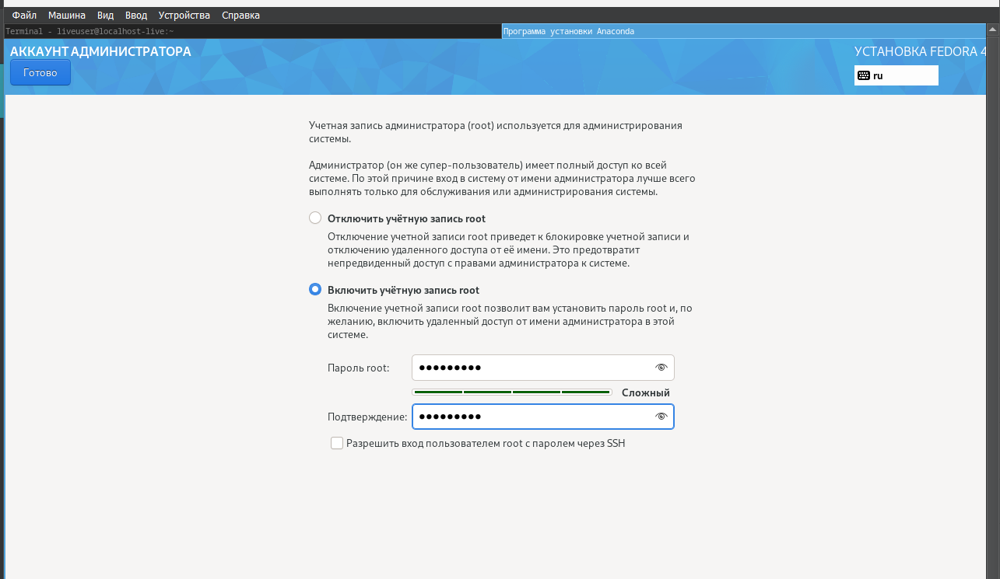 Файл Машина Вид Ввод Устройства Справка
Terminal - liveuser@localhost-live:~
Программа установки Anaconda
АККАУНТ АДМИНИСТРАТОРА
УСТАНОВКА FEDORA 4
Готово
ru
Учетная запись администратора (root) используется для администрирования
системы.
Администратор (он же супер-пользователь) имеет полный доступ ко всей
системе. По этой причине вход в систему от имени администратора лучше всего
выполнять только для обслуживания или администрирования системы.
Отключить учётную запись root
Отключение учетной записи root приведет к блокировке учетной записи и
отключению удаленного доступа от её имени. Это предотвратит
непредвиденный доступ с правами администратора к системе.
Включить учётную запись root
Включение учетной записи root позволит вам установить пароль root и, по
желанию, включить удаленный доступ от имени администратора в этой
системе.
Пароль root: ●●●●●●●●●
Сложный
Подтверждение: ●●●●●●●●●
Разрешить вход пользователем root с паролем через SSH